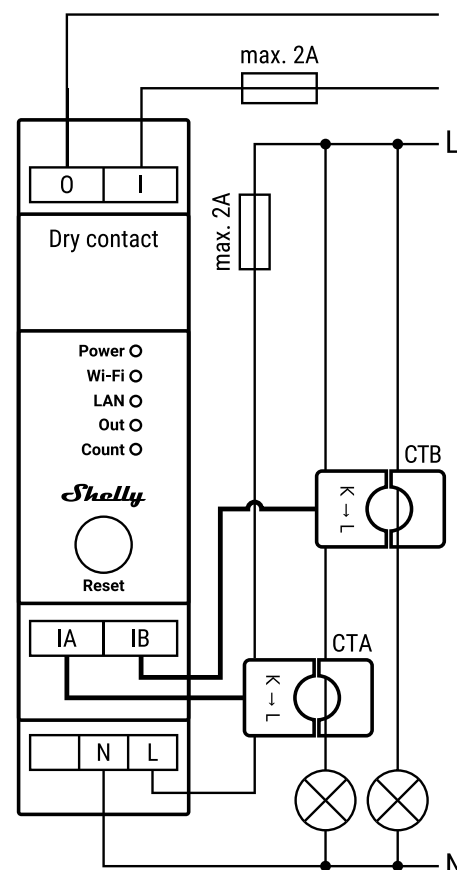 max. 2A
L
O I
max. 2A
Dry contact
Power
Wi-Fi
LAN
Out
Count
CTB
Shelly
K → L
Reset
IA IB
CTA
K → L
N L
N